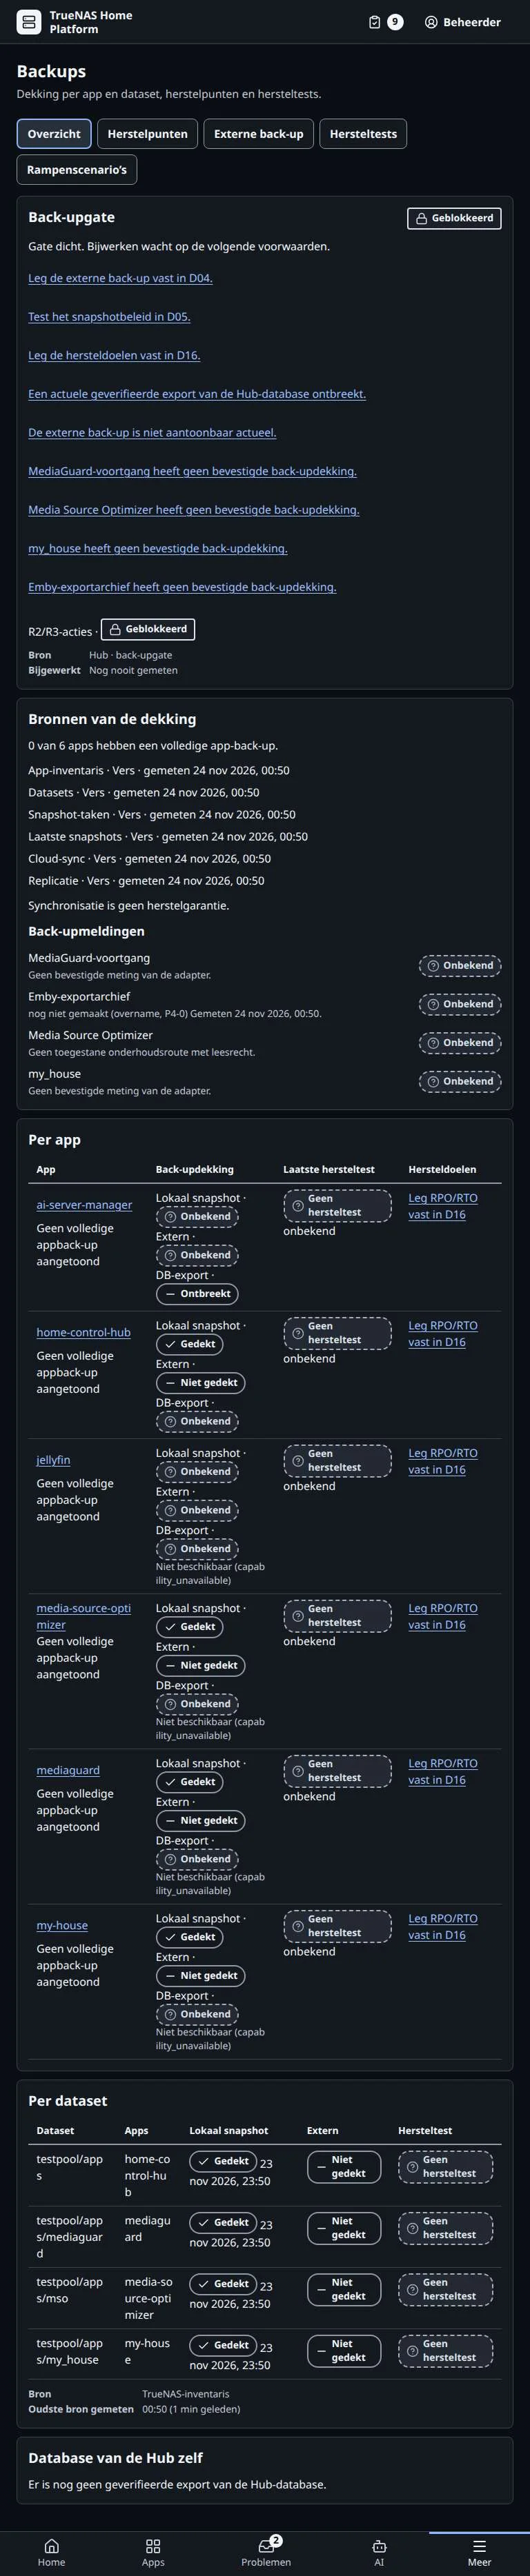 TrueNAS Home
Platform
9
Beheerder
Backups
Dekking per app en dataset, herstelpunten en hersteltests.
Overzicht
Herstelpunten
Externe back-up
Hersteltests
Rampenscenario's
Back-upgate
Geblokkeerd
Gate dicht. Bijwerken wacht op de volgende voorwaarden.
Leg de externe back-up vast in D04.
Test het snapshotbeleid in D05.
Leg de hersteldoelen vast in D16.
Een actuele geverifieerde export van de Hub-database ontbreekt.
De externe back-up is niet aantoonbaar actueel.
MediaGuard-voortgang heeft geen bevestigde back-updekking.
Media Source Optimizer heeft geen bevestigde back-updekking.
my_house heeft geen bevestigde back-updekking.
Emby-exportarchief heeft geen bevestigde back-updekking.
R2/R3-acties · Geblokkeerd
Bron Hub · back-upgate
Bijgewerkt Nog nooit gemeten
Bronnen van de dekking
0 van 6 apps hebben een volledige app-back-up.
App-inventaris · Vers · gemeten 24 nov 2026, 00:50
Datasets · Vers · gemeten 24 nov 2026, 00:50
Snapshot-taken · Vers · gemeten 24 nov 2026, 00:50
Laatste snapshots · Vers · gemeten 24 nov 2026, 00:50
Cloud-sync · Vers · gemeten 24 nov 2026, 00:50
Replicatie · Vers · gemeten 24 nov 2026, 00:50
Synchronisatie is geen herstelgarantie.
Back-upmeldingen
MediaGuard-voortgang
Geen bevestigde meting van de adapter.
Onbekend
Emby-exportarchief
nog niet gemaakt (overname, P4-0) Gemeten 24 nov 2026, 00:50.
Onbekend
Media Source Optimizer
Geen toegestane onderhoudsroute met leesrecht.
Onbekend
my_house
Geen bevestigde meting van de adapter.
Onbekend
Per app
App Back-updekking Laatste hersteltest Hersteldoelen
ai-server-manager
Geen volledige
appback-up
aangetoond
Lokaal snapshot ·
Onbekend
Extern ·
Onbekend
DB-export ·
Ontbreekt
Geen
hersteltest
onbekend
Leg RPO/RTO
vast in D16
home-control-hub
Geen volledige
appback-up
aangetoond
Lokaal snapshot ·
Gedekt
Extern ·
Niet gedekt
DB-export ·
Onbekend
Geen
hersteltest
onbekend
Leg RPO/RTO
vast in D16
jellyfin
Geen volledige
appback-up
aangetoond
Lokaal snapshot ·
Onbekend
Extern ·
Onbekend
DB-export ·
Onbekend
Niet beschikbaar (capab
ility_unavailable)
Geen
hersteltest
onbekend
Leg RPO/RTO
vast in D16
media-source-opti
mizer
Geen volledige
appback-up
aangetoond
Lokaal snapshot ·
Gedekt
Extern ·
Niet gedekt
DB-export ·
Onbekend
Niet beschikbaar (capab
ility_unavailable)
Geen
hersteltest
onbekend
Leg RPO/RTO
vast in D16
mediaguard
Geen volledige
appback-up
aangetoond
Lokaal snapshot ·
Gedekt
Extern ·
Niet gedekt
DB-export ·
Onbekend
Niet beschikbaar (capab
ility_unavailable)
Geen
hersteltest
onbekend
Leg RPO/RTO
vast in D16
my-house
Geen volledige
appback-up
aangetoond
Lokaal snapshot ·
Gedekt
Extern ·
Niet gedekt
DB-export ·
Onbekend
Niet beschikbaar (capab
ility_unavailable)
Geen
hersteltest
onbekend
Leg RPO/RTO
vast in D16
Per dataset
Dataset Apps Lokaal snapshot Extern Hersteltest
testpool/app
s
home-co
ntrol-hu
b
Gedekt 23
nov 2026, 23:50
Niet
gedekt
Geen
hersteltest
testpool/app
s/mediaguar
d
mediagu
ard
Gedekt 23
nov 2026, 23:50
Niet
gedekt
Geen
hersteltest
testpool/app
s/mso
media-so
urce-opti
mizer
Gedekt 23
nov 2026, 23:50
Niet
gedekt
Geen
hersteltest
testpool/app
s/my_house
my-hous
e
Gedekt 23
nov 2026, 23:50
Niet
gedekt
Geen
hersteltest
Bron TrueNAS-inventaris
Oudste bron gemeten 00:50 (1 min geleden)
Database van de Hub zelf
Er is nog geen geverifieerde export van de Hub-database.
Home
Apps
2
Problemen
AI
Meer